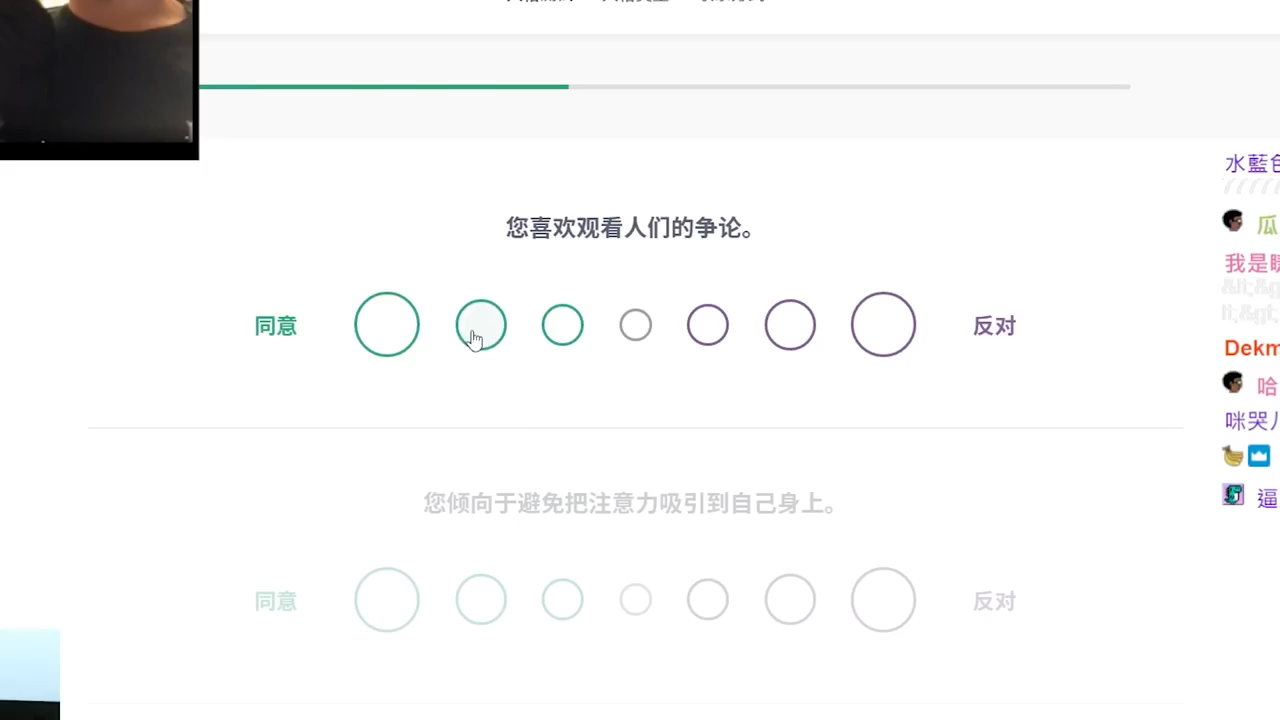 您喜欢观看人们的争论。
同意
反对
您倾向于避免把注意力吸引到自己身上。
同意
反对
水藍色
瓜
我是
Dekm
哈
咪哭
逼